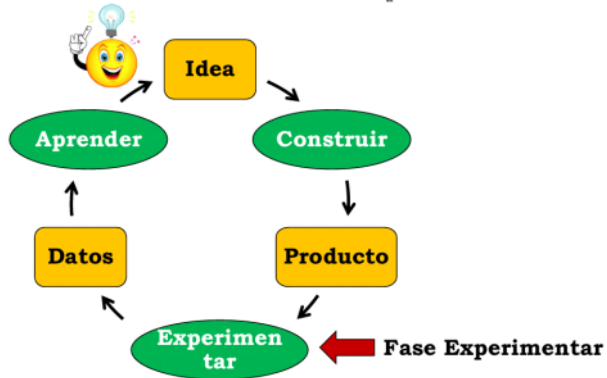 Idea
Aprender
Construir
Datos
Producto
Experimen
tar
Fase Experimentar